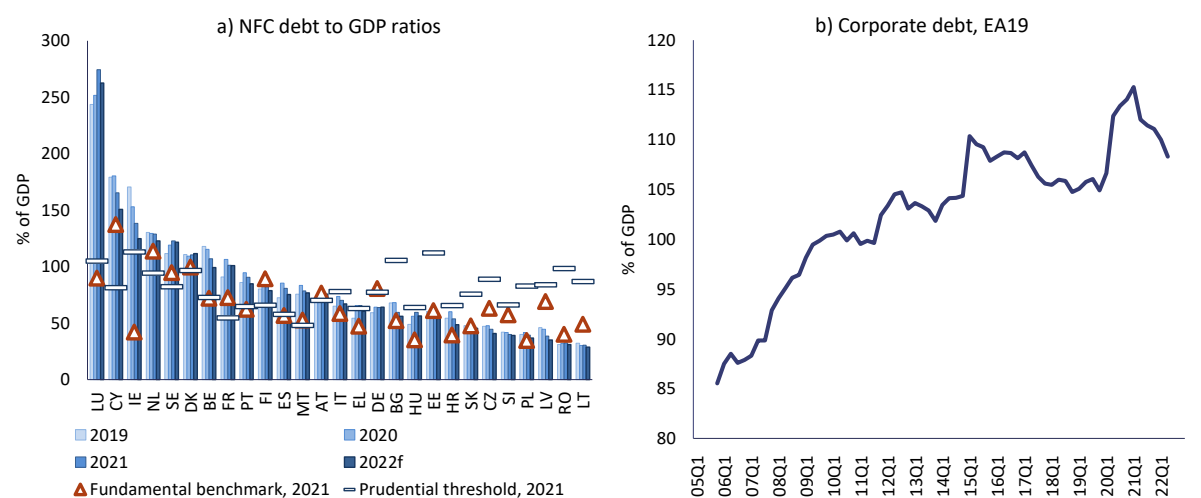 a) NFC debt to GDP ratios
300
250
200
150
100
50
0
% of GDP
LU CY IE NL SE DK BE FR PT FI ES MT AT IT EL DE BG HU EE HR SK CZ SI PL LV RO LT
2019 2020
2021 2022f
Fundamental benchmark, 2021 Prudential threshold, 2021
b) Corporate debt, EA19
120
115
110
105
100
95
90
85
80
% of GDP
05Q1 06Q1 07Q1 08Q1 09Q1 10Q1 11Q1 12Q1 13Q1 14Q1 15Q1 16Q1 17Q1 18Q1 19Q1 20Q1 21Q1 22Q1